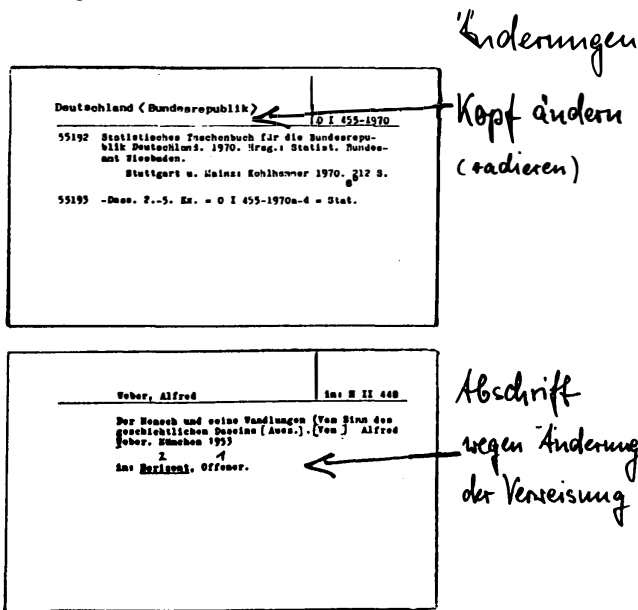 Änderungen
Deutschland (Bundesrepublik)
O I 455-1970
Kopf ändern
(radieren)
55192 Statistisches Taschenbuch für die Bundesrepu-
blik Deutschland. 1970. Hrsg.: Statist. Bundes-
amt Wiesbaden.
Stuttgart u. Mainz: Kohlhammer 1970. 212 S.
8
55193 -Dass. 2.-5. Ex. = O I 455-1970a-d = Stat.
Weber, Alfred
in: H II 448
Der Mensch und seine Wandlungen (Vom Sinn des
geschichtlichen Daseins [Ausz.].(Von ] Alfred
Weber. München 1953
2 1
in: Horizont, Offener.
Abschrift
wegen Änderung
der Verweisung